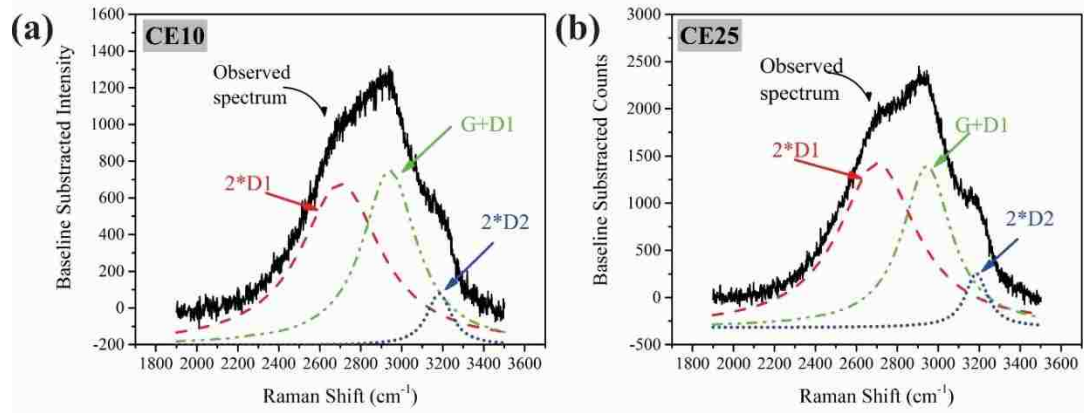 (a)
CE10
Baseline Substracted Intensity
1600
1400
1200
1000
800
600
400
200
0
-200
Observed
spectrum
G+D1
2*D1
2*D2
1800 2000 2200 2400 2600 2800 3000 3200 3400 3600
Raman Shift (cm-1)
(b)
CE25
Baseline Substracted Counts
3000
2500
2000
1500
1000
500
0
-500
Observed
spectrum
G+D1
2*D1
2*D2
1800 2000 2200 2400 2600 2800 3000 3200 3400 3600
Raman Shift (cm-1)